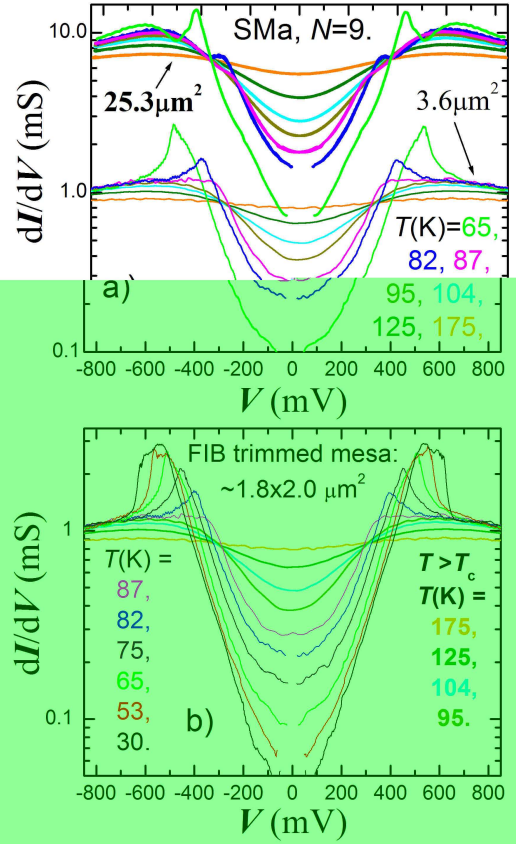 SMa, N=9.
10.0
25.3μm²
3.6μm²
1.0
dI/dV (mS)
T(K)=65,
82, 87,
95, 104,
125, 175,
a)
0.1
-800 -600 -400 -200 0 200 400 600 800
V (mV)
FIB trimmed mesa:
~1.8x2.0 μm²
1
dI/dV (mS)
T(K) =
87,
82,
75,
65,
53,
30.
T >Tc
T(K) =
175,
125,
104,
95.
b)
0.1
-800 -600 -400 -200 0 200 400 600 800
V (mV)